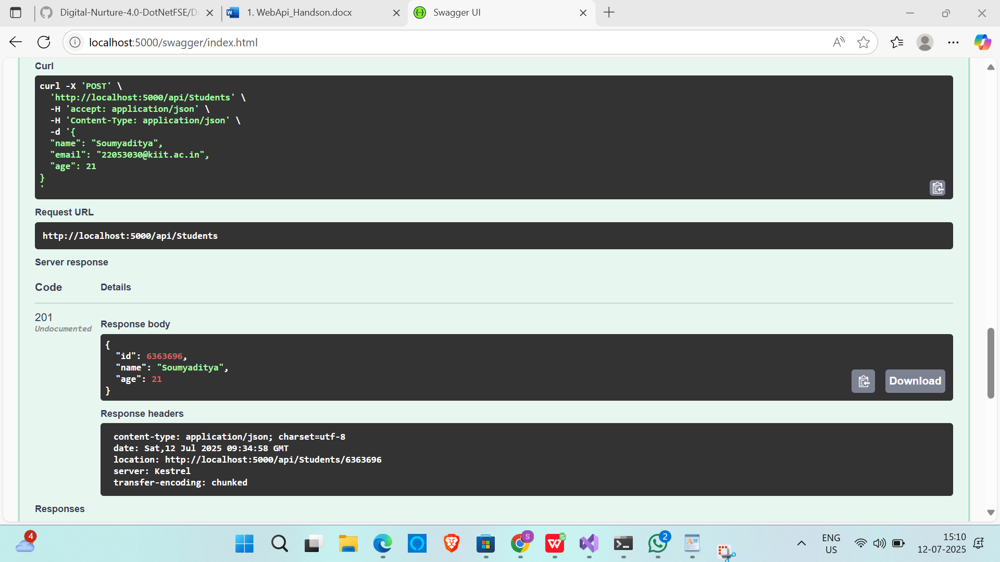 Digital-Nurture-4.0-DotNetFSE/D
1. WebApi_Handson.docx
Swagger UI
localhost:5000/swagger/index.html
Curl
curl -X 'POST' \
'http://localhost:5000/api/Students' \
-H 'accept: application/json' \
-H 'Content-Type: application/json' \
-d '{
"name": "Soumyaditya",
"email": "22053030@kiit.ac.in",
"age": 21
}
'
Request URL
http://localhost:5000/api/Students
Server response
Code Details
201
Undocumented
Response body
{
"id": 6363696,
"name": "Soumyaditya",
"age": 21
}
Download
Response headers
content-type: application/json; charset=utf-8
date: Sat,12 Jul 2025 09:34:58 GMT
location: http://localhost:5000/api/Students/6363696
server: Kestrel
transfer-encoding: chunked
Responses
4
S
S
2
ENG
US
15:10
12-07-2025